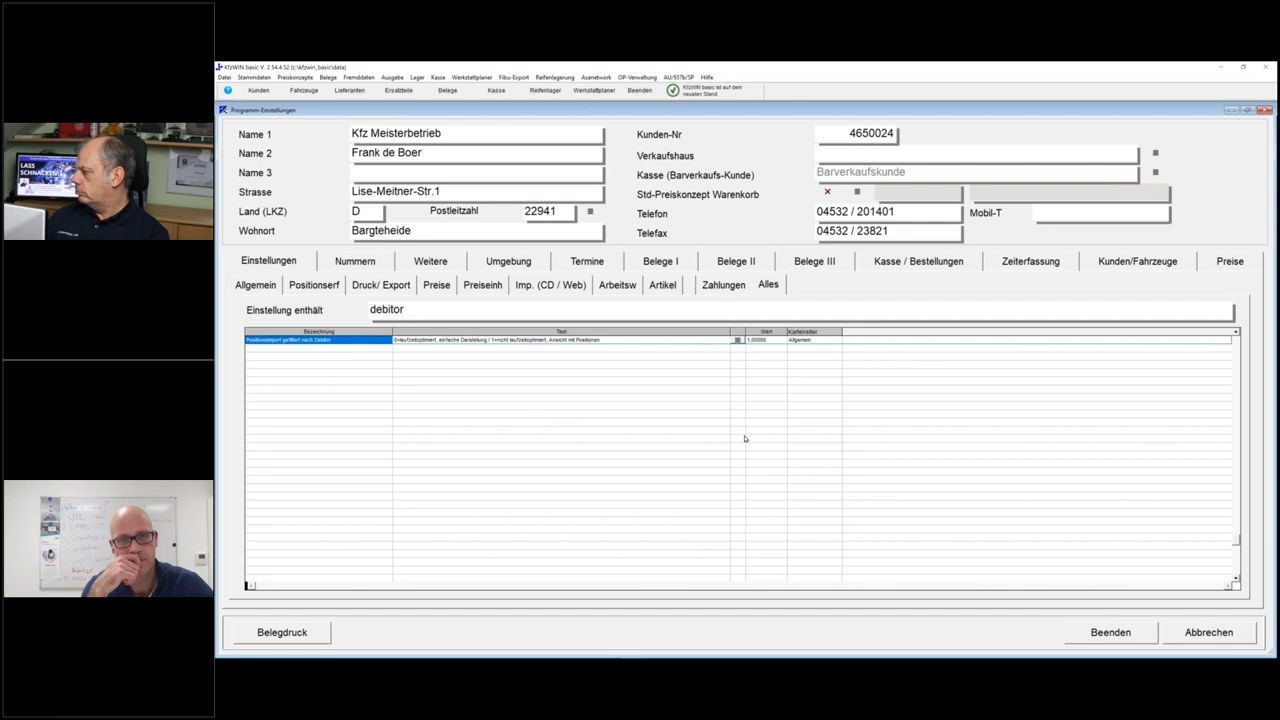 LASS
SCHNACKEN!
KfzWIN basic V. 2.54.4.52 (c:\kfzwin_basic\data)
Datei Stammdaten Preiskonzepte Belege Fremddaten Ausgabe Lager Kasse Werkstattplaner Fibu-Export Reifenlagerung Asanetwork OP-Verwaltung AU/957b/SP Hilfe
Kunden Fahrzeuge Lieferanten Ersatzteile Belege Kasse Reifenlager Werkstattplaner Beenden KfzWIN basic ist auf dem
neusten Stand.
Programm-Einstellungen
Name 1 Kfz Meisterbetrieb Kunden-Nr 4650024
Name 2 Frank de Boer Verkaufshaus
Name 3 Kasse (Barverkaufs-Kunde) Barverkaufskunde
Strasse Lise-Meitner-Str.1 Std-Preiskonzept Warenkorb
Land (LKZ) D Postleitzahl 22941 Telefon 04532 / 201401 Mobil-T
Wohnort Bargteheide Telefax 04532 / 23821
Einstellungen Nummern Weitere Umgebung Termine Belege I Belege II Belege III Kasse / Bestellungen Zeiterfassung Kunden/Fahrzeuge Preise
Allgemein Positionserf Druck/ Export Preise Preiseinh Imp. (CD / Web) Arbeitsw Artikel Zahlungen Alles
Einstellung enthält debitor
Bezeichnung Text Wert Karteireiter
Positionsimport gefiltert nach Debitor 0=laufzeitoptimiert, einfache Darstellung / 1=nicht laufzeitoptimiert, Ansicht mit Positionen 1,00000 Allgemein
Belegdruck Beenden Abbrechen